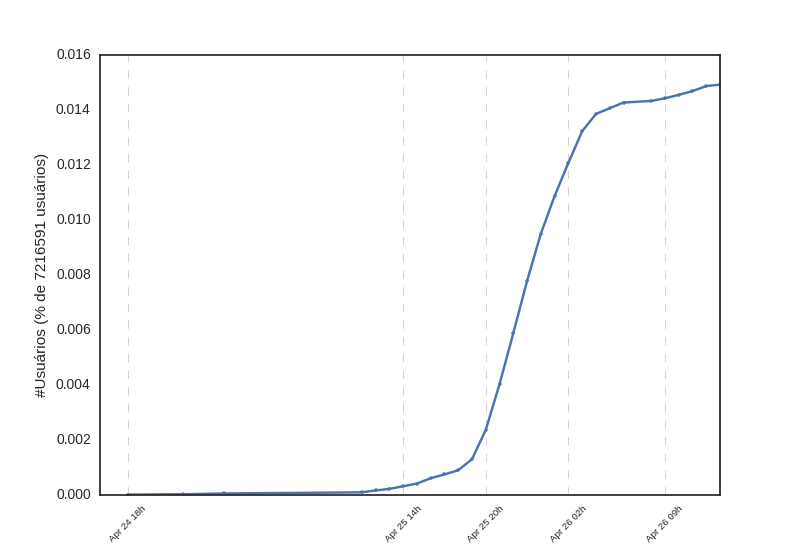 0.016
0.014
0.012
0.010
0.008
0.006
0.004
0.002
0.000
#Usuários (% de 7216591 usuários)
Apr 24 18h
Apr 25 14h
Apr 25 20h
Apr 26 02h
Apr 26 09h